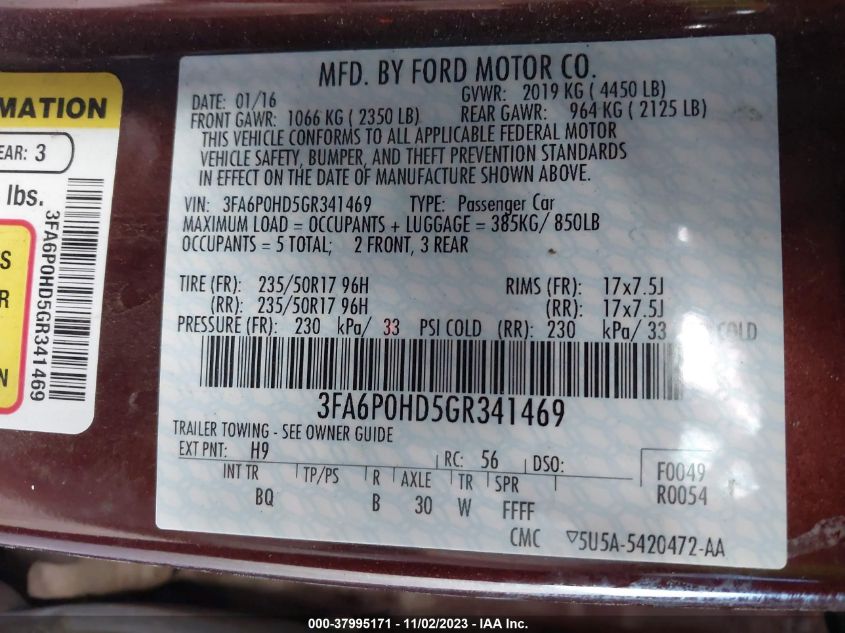 RMATION
EAR: 3
lbs.
S
R
N
3FA6P0HD5GR341469
MFD. BY FORD MOTOR CO.
DATE: 01/16 GVWR: 2019 KG ( 4450 LB)
FRONT GAWR: 1066 KG ( 2350 LB) REAR GAWR: 964 KG ( 2125 LB)
THIS VEHICLE CONFORMS TO ALL APPLICABLE FEDERAL MOTOR
VEHICLE SAFETY, BUMPER, AND THEFT PREVENTION STANDARDS
IN EFFECT ON THE DATE OF MANUFACTURE SHOWN ABOVE.
VIN: 3FA6P0HD5GR341469 TYPE: Passenger Car
MAXIMUM LOAD = OCCUPANTS + LUGGAGE = 385KG/ 850LB
OCCUPANTS = 5 TOTAL; 2 FRONT, 3 REAR
TIRE (FR): 235/50R17 96H RIMS (FR): 17x7.5J
(RR): 235/50R17 96H (RR): 17x7.5J
PRESSURE (FR): 230 kPa/ 33 PSI COLD (RR): 230 kPa/ 33 PSI COLD
3FA6P0HD5GR341469
TRAILER TOWING - SEE OWNER GUIDE
EXT PNT: H9 RC: 56 DSO: F0049
INT TR TP/PS R AXLE TR SPR R0054
BQ B 30 W FFFF
CMC ▽5U5A-5420472-AA
000-37995171 - 11/02/2023 - IAA Inc.